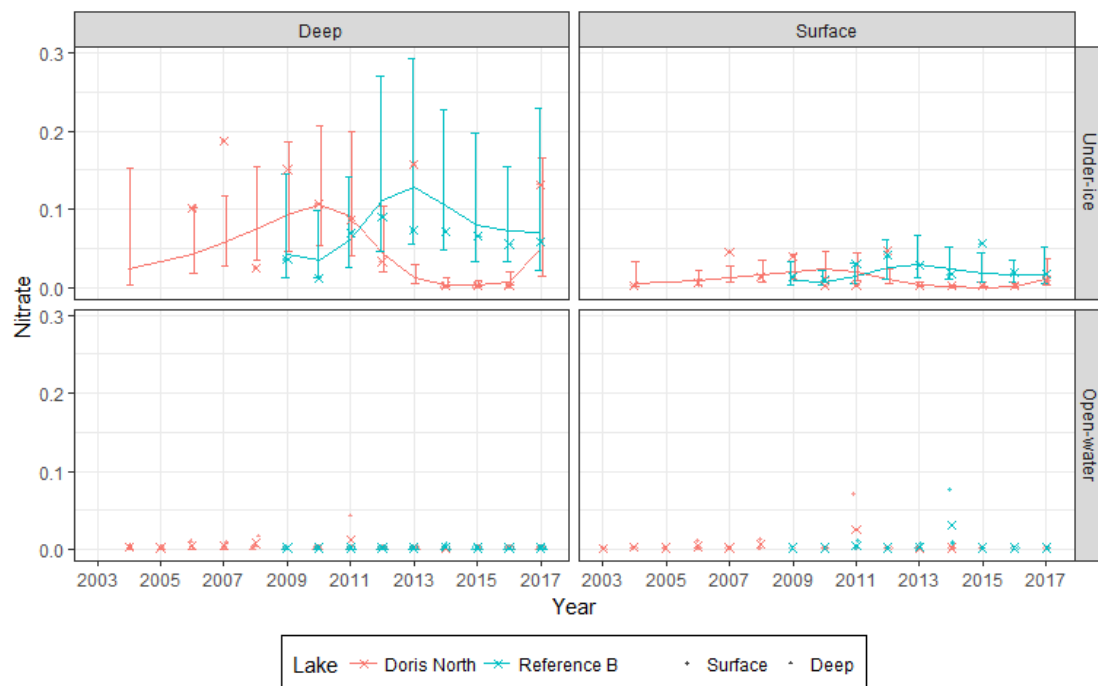 Deep
Surface
0.3
0.2
0.1
0.0
Under-ice
Nitrate
0.3
0.2
0.1
0.0
Open-water
2003 2005 2007 2009 2011 2013 2015 2017
2003 2005 2007 2009 2011 2013 2015 2017
Year
Lake Doris North Reference B Surface Deep